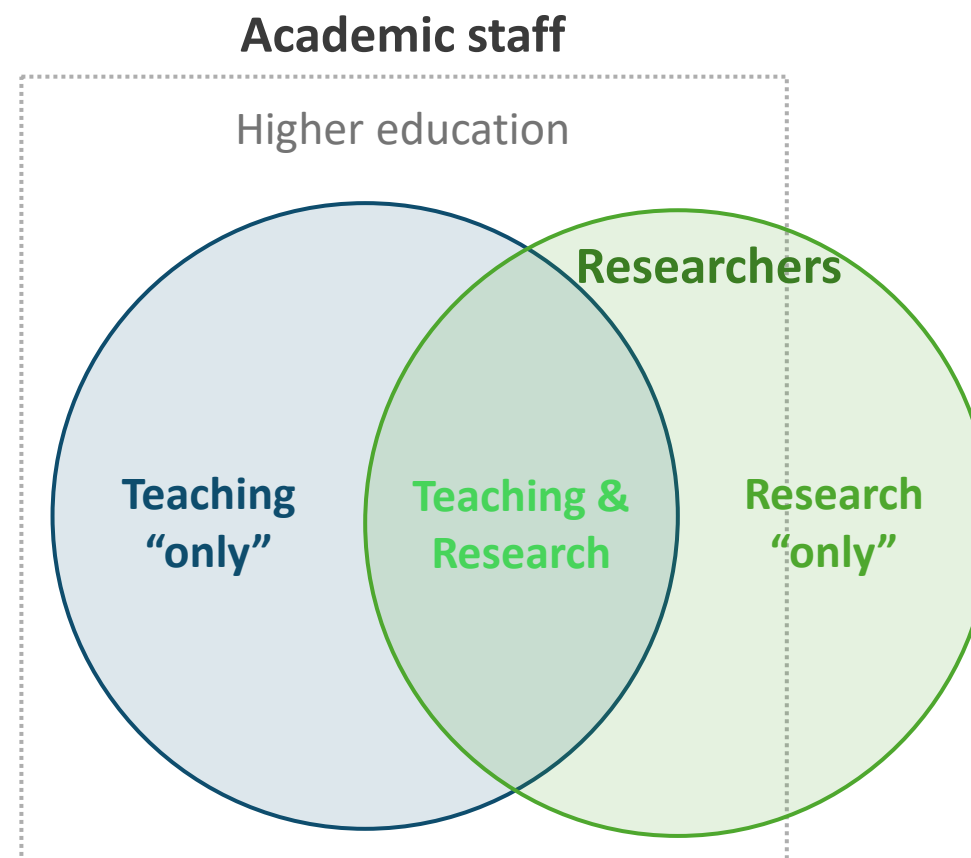 Academic staff
Higher education
Researchers
Teaching
“only”
Teaching &
Research
Research
“only”